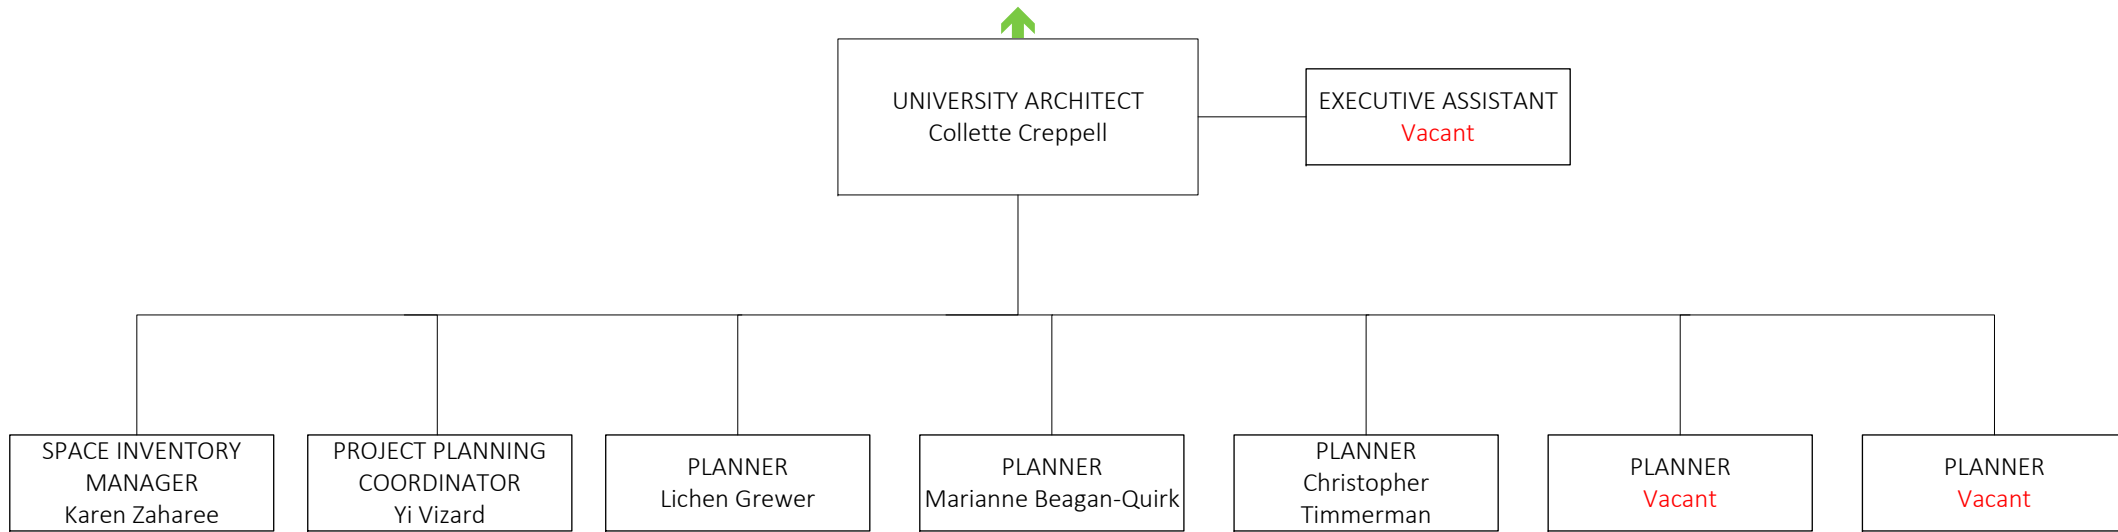 UNIVERSITY ARCHITECT
Collette Creppell
EXECUTIVE ASSISTANT
Vacant
SPACE INVENTORY
MANAGER
Karen Zaharee
PROJECT PLANNING
COORDINATOR
Yi Vizard
PLANNER
Lichen Grewer
PLANNER
Marianne Beagan-Quirk
PLANNER
Christopher
Timmerman
PLANNER
Vacant
PLANNER
Vacant